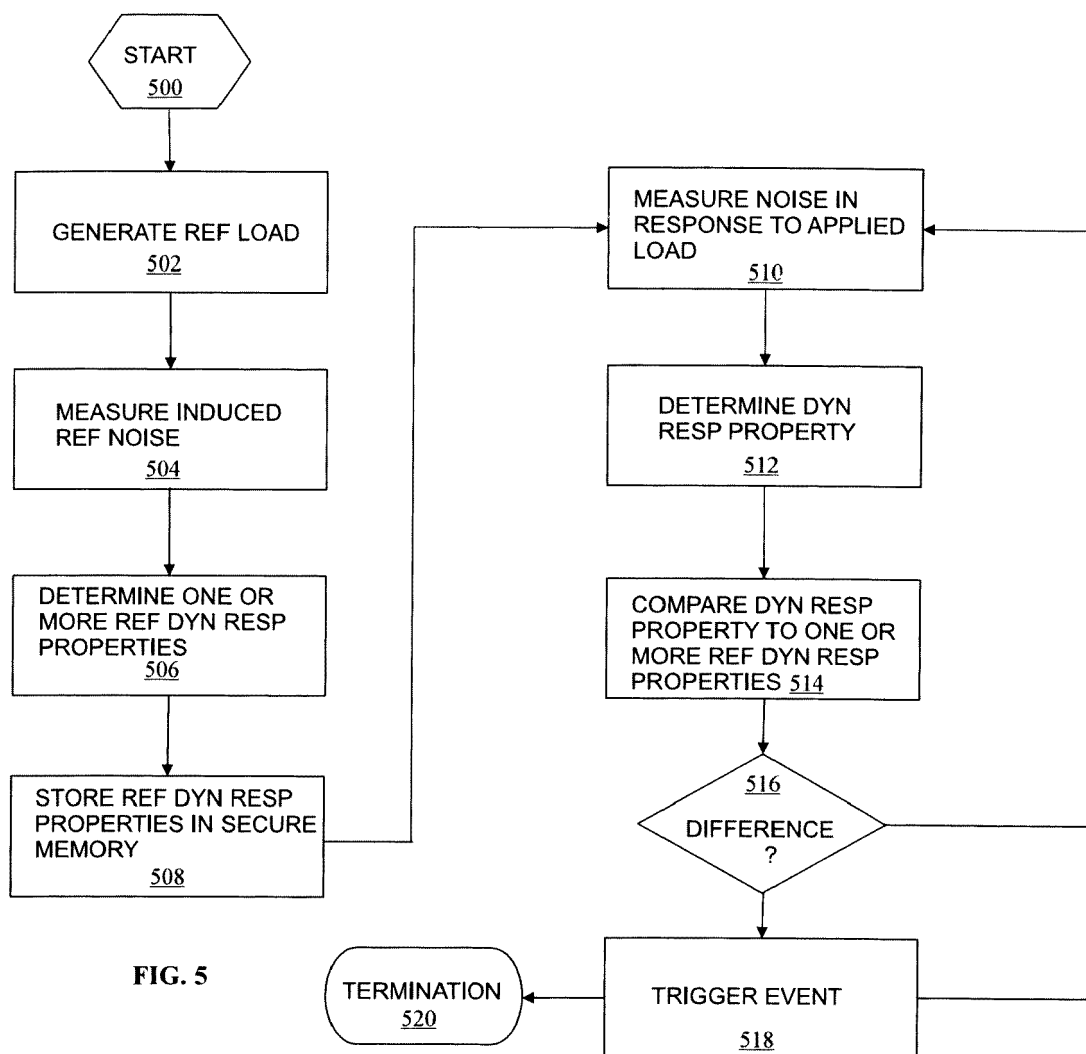 START
500
GENERATE REF LOAD
502
MEASURE INDUCED
REF NOISE
504
DETERMINE ONE OR
MORE REF DYN RESP
PROPERTIES
506
STORE REF DYN RESP
PROPERTIES IN SECURE
MEMORY
508
MEASURE NOISE IN
RESPONSE TO APPLIED
LOAD
510
DETERMINE DYN
RESP PROPERTY
512
COMPARE DYN RESP
PROPERTY TO ONE OR
MORE REF DYN RESP
PROPERTIES 514
516
DIFFERENCE
?
TRIGGER EVENT
518
TERMINATION
520
FIG. 5